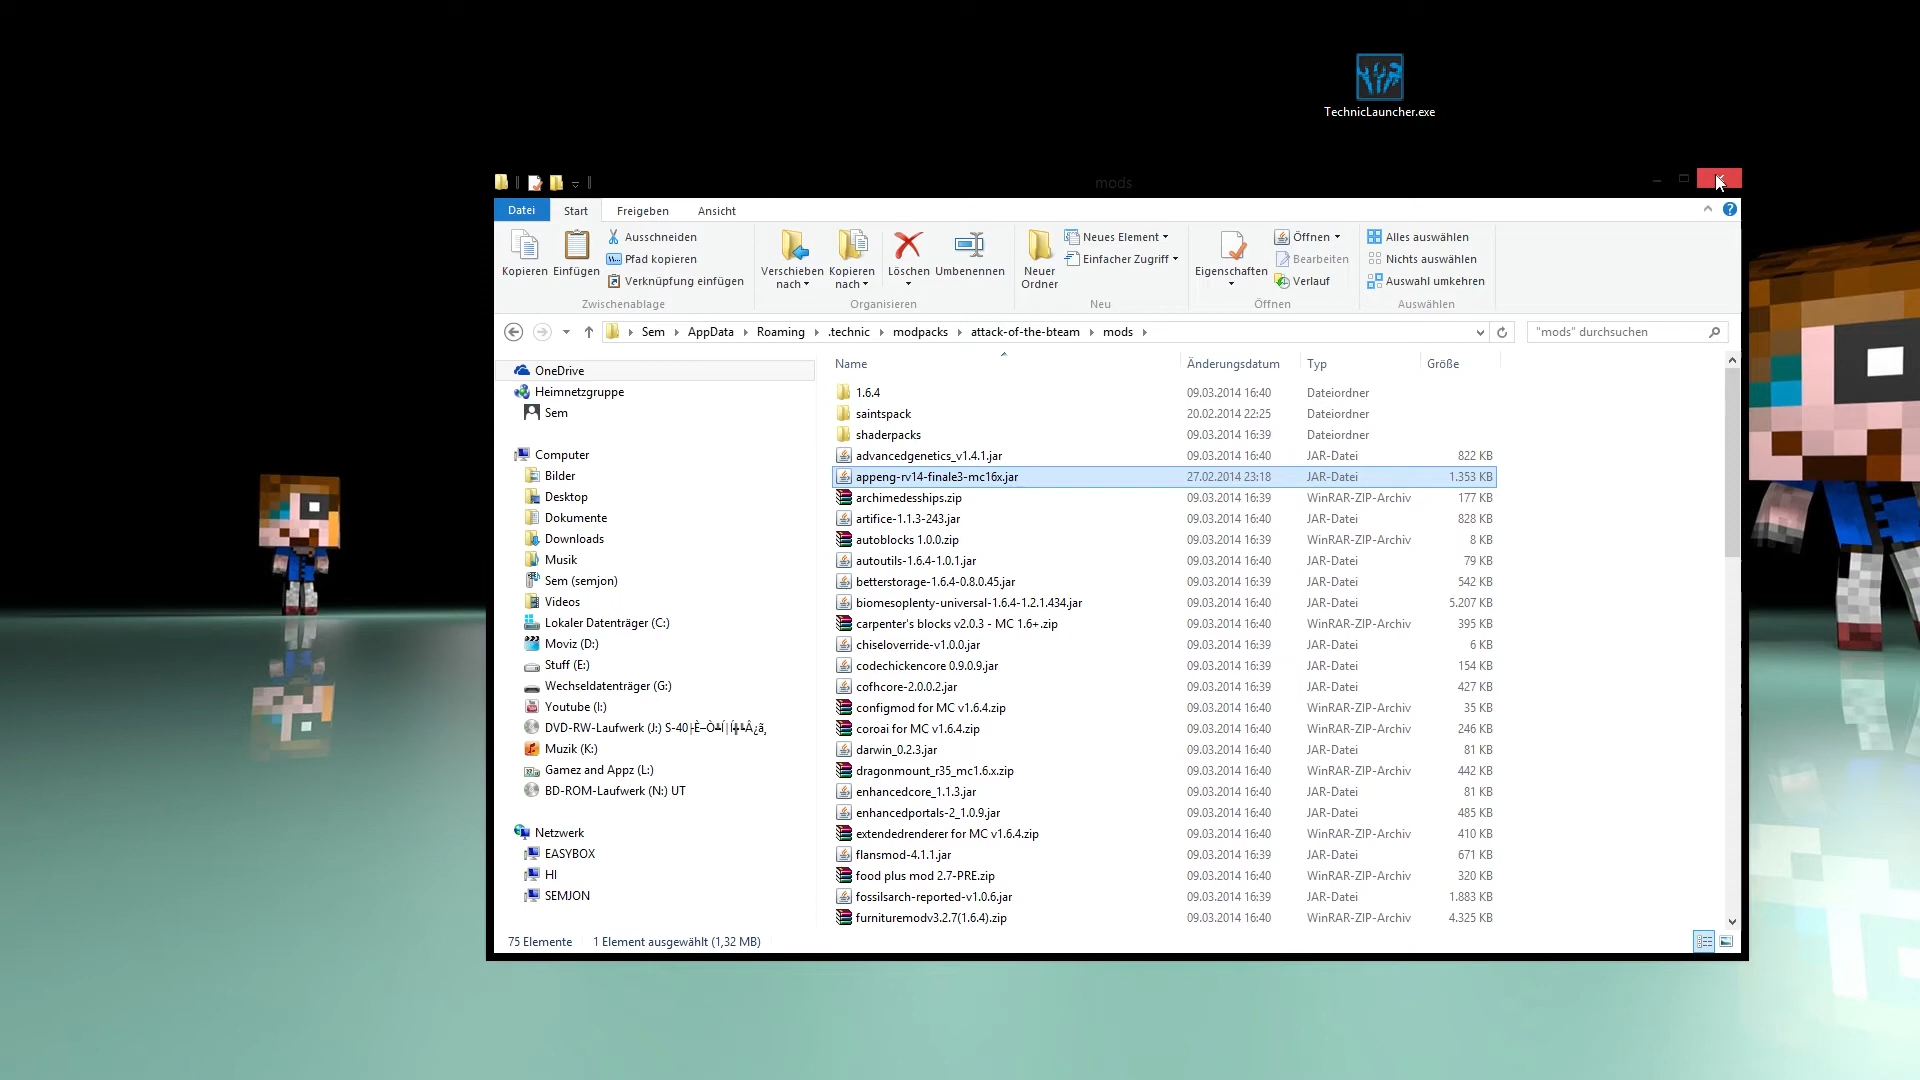 TechnicLauncher.exe
mods
Datei Start Freigeben Ansicht
Kopieren Einfügen Ausschneiden Pfad kopieren Verknüpfung einfügen
Verschieben nach Kopieren nach Löschen Umbenennen
Neuer Ordner Neues Element Einfacher Zugriff
Eigenschaften Öffnen Bearbeiten Verlauf
Alles auswählen Nichts auswählen Auswahl umkehren
Zwischenablage Organisieren Neu Öffnen Auswählen
Sem AppData Roaming .technic modpacks attack-of-the-bteam mods
"mods" durchsuchen
OneDrive
Heimnetzgruppe
Sem
Computer
Bilder
Desktop
Dokumente
Downloads
Musik
Sem (semjon)
Videos
Lokaler Datenträger (C:)
Moviz (D:)
Stuff (E:)
Wechseldatenträger (G:)
Youtube (I:)
DVD-RW-Laufwerk (J:)
Muzik (K:)
Gamez and Appz (L:)
BD-ROM-Laufwerk (N:) UT
Netzwerk
EASYBOX
HI
SEMJON
Name Änderungsdatum Typ Größe
1.6.4 09.03.2014 16:40 Dateiordner
saintspack 20.02.2014 22:25 Dateiordner
shaderpacks 09.03.2014 16:39 Dateiordner
advancedgenetics_v1.4.1.jar 09.03.2014 16:40 JAR-Datei 822 KB
appeng-rv14-finale3-mc16x.jar 27.02.2014 23:18 JAR-Datei 1.353 KB
archimedesships.zip 09.03.2014 16:39 WinRAR-ZIP-Archiv 177 KB
artifice-1.1.3-243.jar 09.03.2014 16:40 JAR-Datei 828 KB
autoblocks 1.0.0.zip 09.03.2014 16:39 WinRAR-ZIP-Archiv 8 KB
autoutils-1.6.4-1.0.1.jar 09.03.2014 16:40 JAR-Datei 79 KB
betterstorage-1.6.4-0.8.0.45.jar 09.03.2014 16:39 JAR-Datei 542 KB
biomesoplenty-universal-1.6.4-1.2.1.434.jar 09.03.2014 16:40 JAR-Datei 5.207 KB
carpenter's blocks v2.0.3 - MC 1.6+.zip 09.03.2014 16:40 WinRAR-ZIP-Archiv 395 KB
chiseloverride-v1.0.0.jar 09.03.2014 16:39 JAR-Datei 6 KB
codechickencore 0.9.0.9.jar 09.03.2014 16:39 JAR-Datei 154 KB
cofhcore-2.0.0.2.jar 09.03.2014 16:39 JAR-Datei 427 KB
configmod for MC v1.6.4.zip 09.03.2014 16:40 WinRAR-ZIP-Archiv 35 KB
coroai for MC v1.6.4.zip 09.03.2014 16:40 WinRAR-ZIP-Archiv 246 KB
darwin_0.2.3.jar 09.03.2014 16:40 JAR-Datei 81 KB
dragonmount_r35_mc1.6.x.zip 09.03.2014 16:40 WinRAR-ZIP-Archiv 442 KB
enhancedcore_1.1.3.jar 09.03.2014 16:40 JAR-Datei 81 KB
enhancedportals-2_1.0.9.jar 09.03.2014 16:40 JAR-Datei 485 KB
extendedrenderer for MC v1.6.4.zip 09.03.2014 16:40 WinRAR-ZIP-Archiv 410 KB
flansmod-4.1.1.jar 09.03.2014 16:39 JAR-Datei 671 KB
food plus mod 2.7-PRE.zip 09.03.2014 16:40 WinRAR-ZIP-Archiv 320 KB
fossilsarch-reported-v1.0.6.jar 09.03.2014 16:39 JAR-Datei 1.883 KB
furnituremodv3.2.7(1.6.4).zip 09.03.2014 16:40 WinRAR-ZIP-Archiv 4.325 KB
75 Elemente 1 Element ausgewählt (1,32 MB)